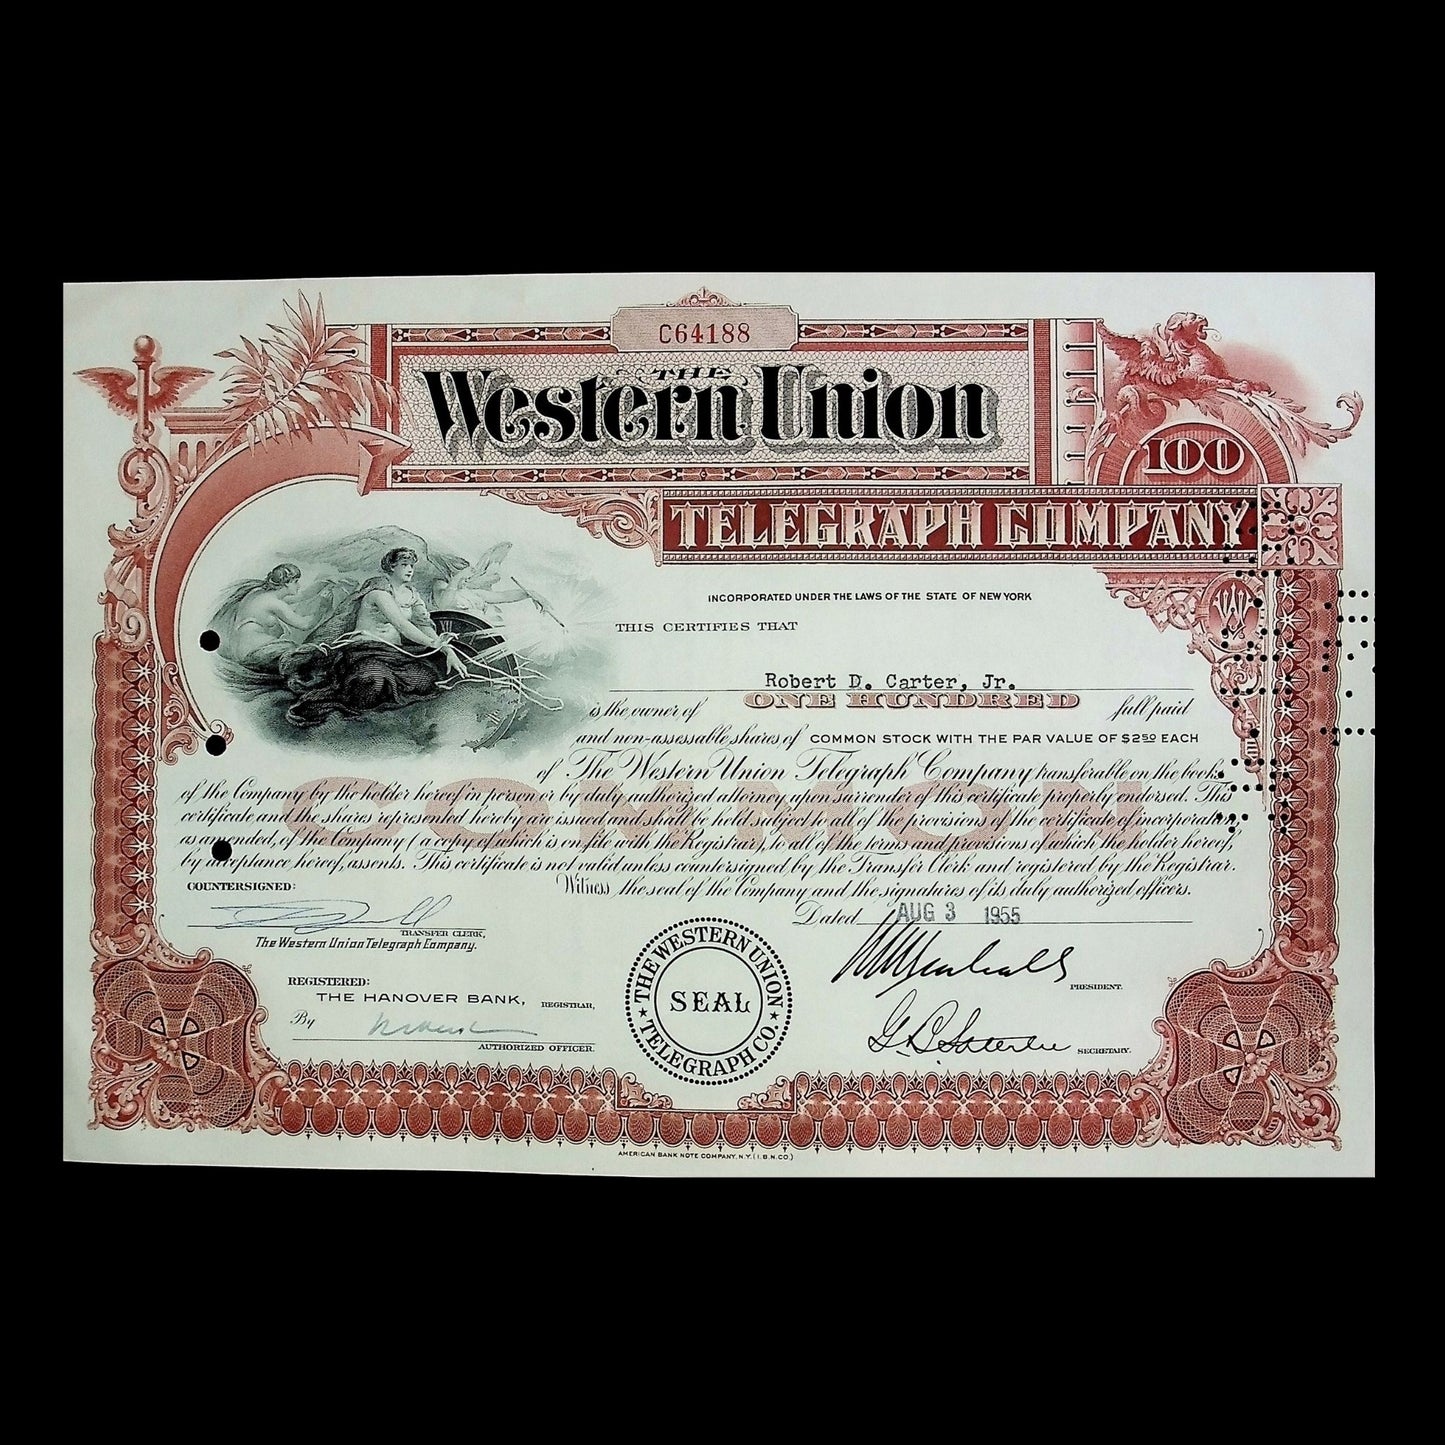 C64188
THE
Western Union
100
TELEGRAPH COMPANY
INCORPORATED UNDER THE LAWS OF THE STATE OF NEW YORK
THIS CERTIFIES THAT
Robert D. Carter, Jr.
is the owner of ONE HUNDRED full paid
and non-assessable shares of COMMON STOCK WITH THE PAR VALUE OF $2.50 EACH
of The Western Union Telegraph Company transferable on the books
of the Company by the holder hereof in person or by duly authorized attorney upon surrender of this certificate properly endorsed. This
certificate and the shares represented hereby are issued and shall be held subject to all of the provisions of the certificate of incorporation,
as amended, of the Company (a copy of which is on file with the Registrar), to all of the terms and provisions of which the holder hereof,
by acceptance hereof, assents. This certificate is not valid unless countersigned by the Transfer Clerk and registered by the Registrar.
COMMON
Witness, the seal of the Company and the signatures of its duly authorized officers.
COUNTERSIGNED:
Dated AUG 3 1955
TRANSFER CLERK,
The Western Union Telegraph Company.
PRESIDENT.
REGISTERED:
THE HANOVER BANK, REGISTRAR,
By
AUTHORIZED OFFICER.
THE WESTERN UNION
SEAL
TELEGRAPH CO.
SECRETARY.
AMERICAN BANK NOTE COMPANY, N.Y. (I.B.N.CO.)